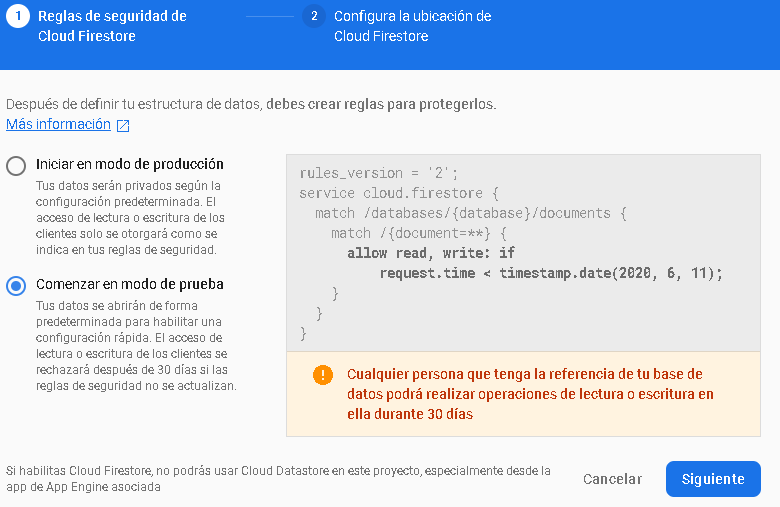 1 Reglas de seguridad de
Cloud Firestore
2 Configura la ubicación de
Cloud Firestore
Después de definir tu estructura de datos, debes crear reglas para protegerlos.
Más información
Iniciar en modo de producción
Tus datos serán privados según la
configuración predeterminada. El
acceso de lectura o escritura de los
clientes solo se otorgará como se
indica en tus reglas de seguridad.
Comenzar en modo de prueba
Tus datos se abrirán de forma
predeterminada para habilitar una
configuración rápida. El acceso de
lectura o escritura de los clientes se
rechazará después de 30 días si las
reglas de seguridad no se actualizan.
rules_version = '2';
service cloud.firestore {
  match /databases/{database}/documents {
    match /{document=**} {
      allow read, write: if
          request.time < timestamp.date(2020, 6, 11);
    }
  }
}
Cualquier persona que tenga la referencia de tu base de
datos podrá realizar operaciones de lectura o escritura en
ella durante 30 días
Si habilitas Cloud Firestore, no podrás usar Cloud Datastore en este proyecto, especialmente desde la
app de App Engine asociada
Cancelar
Siguiente